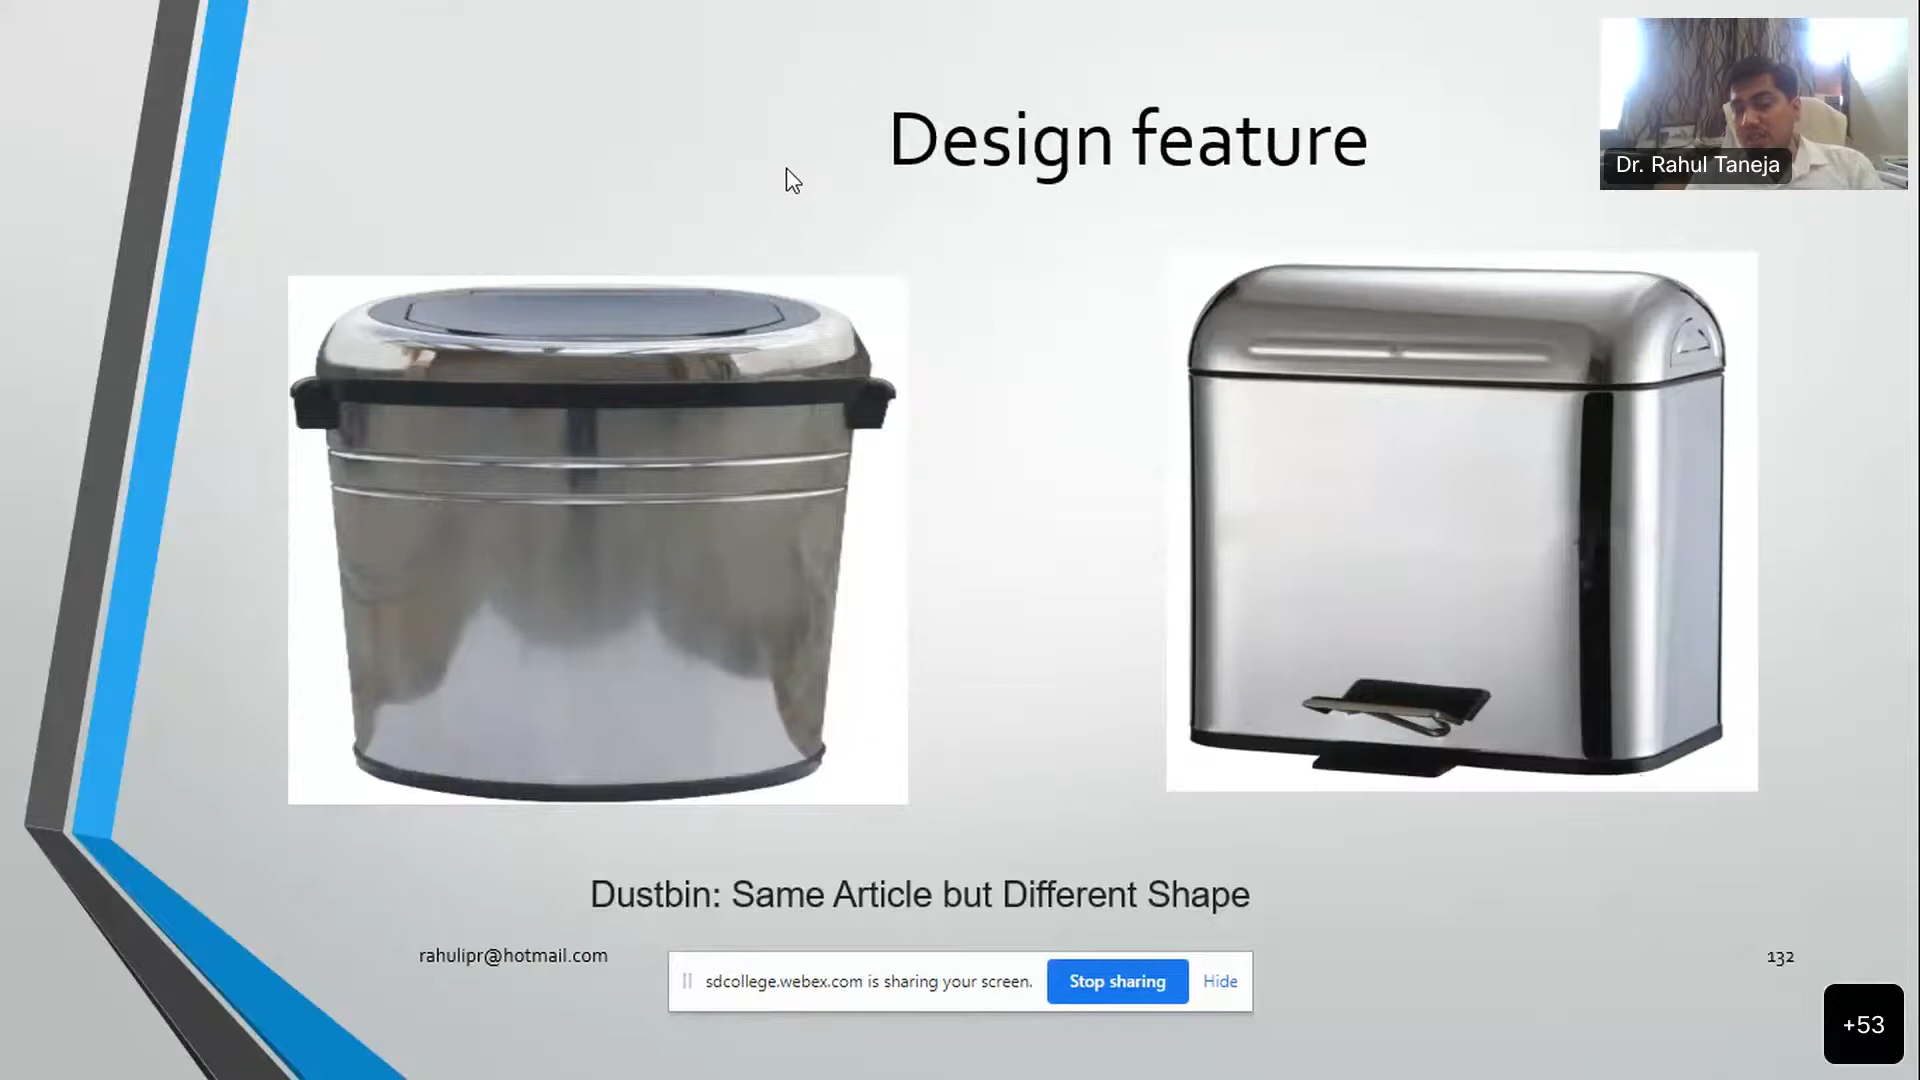 Design feature
Dr. Rahul Taneja
Dustbin: Same Article but Different Shape
rahulipr@hotmail.com
132
sdcollege.webex.com is sharing your screen.
Stop sharing
Hide
+53